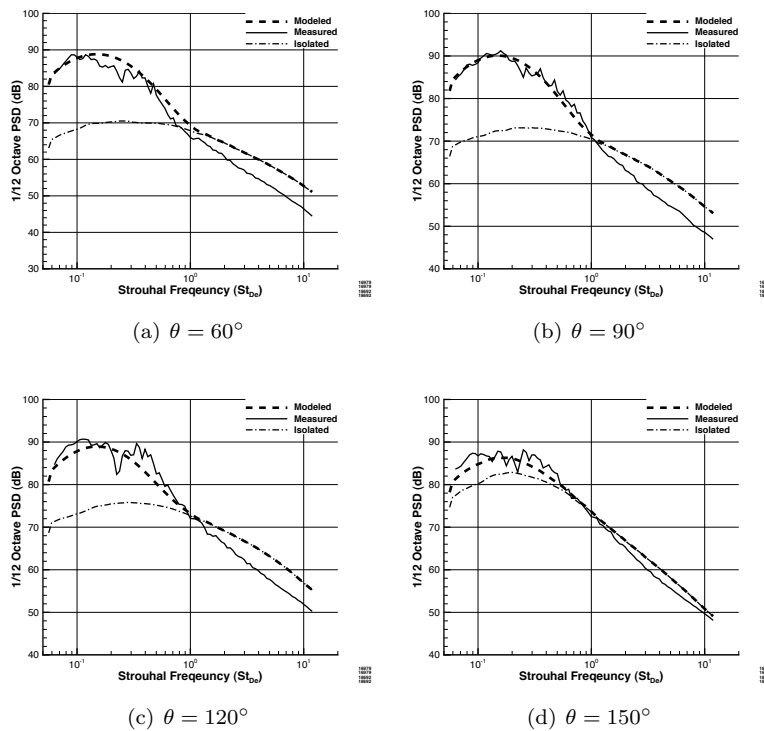 1/12 Octave PSD (dB)
100
90
80
70
60
50
40
30
Modeled
Measured
Isolated
10⁻¹ 10⁰ 10¹
Strouhal Freqeuncy (St_De)
(a) θ = 60°
1/12 Octave PSD (dB)
100
90
80
70
60
50
40
Modeled
Measured
Isolated
10⁻¹ 10⁰ 10¹
Strouhal Freqeuncy (St_De)
(b) θ = 90°
1/12 Octave PSD (dB)
100
90
80
70
60
50
40
Modeled
Measured
Isolated
10⁻¹ 10⁰ 10¹
Strouhal Freqeuncy (St_De)
(c) θ = 120°
1/12 Octave PSD (dB)
100
90
80
70
60
50
40
Modeled
Measured
Isolated
10⁻¹ 10⁰ 10¹
Strouhal Freqeuncy (St_De)
(d) θ = 150°